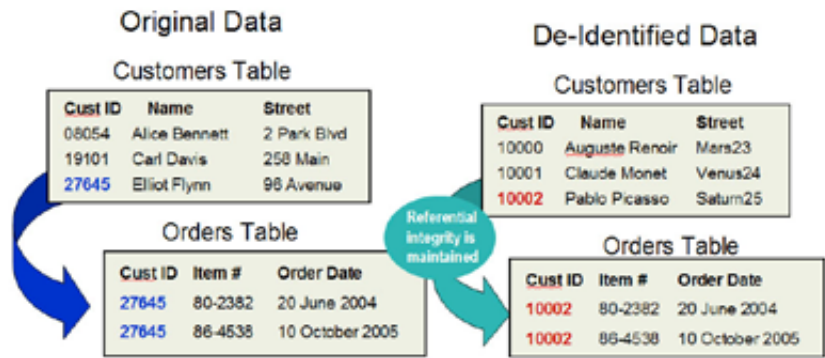 Original Data
Customers Table
Cust ID Name Street
08054 Alice Bennett 2 Park Blvd
19101 Carl Davis 258 Main
27645 Elliot Flynn 96 Avenue
Orders Table
Cust ID Item # Order Date
27645 80-2382 20 June 2004
27645 86-4538 10 October 2005
Referential
integrity is
maintained
De-Identified Data
Customers Table
Cust ID Name Street
10000 Auguste Renoir Mars23
10001 Claude Monet Venus24
10002 Pablo Picasso Saturn25
Orders Table
Cust ID Item # Order Date
10002 80-2382 20 June 2004
10002 86-4538 10 October 2005